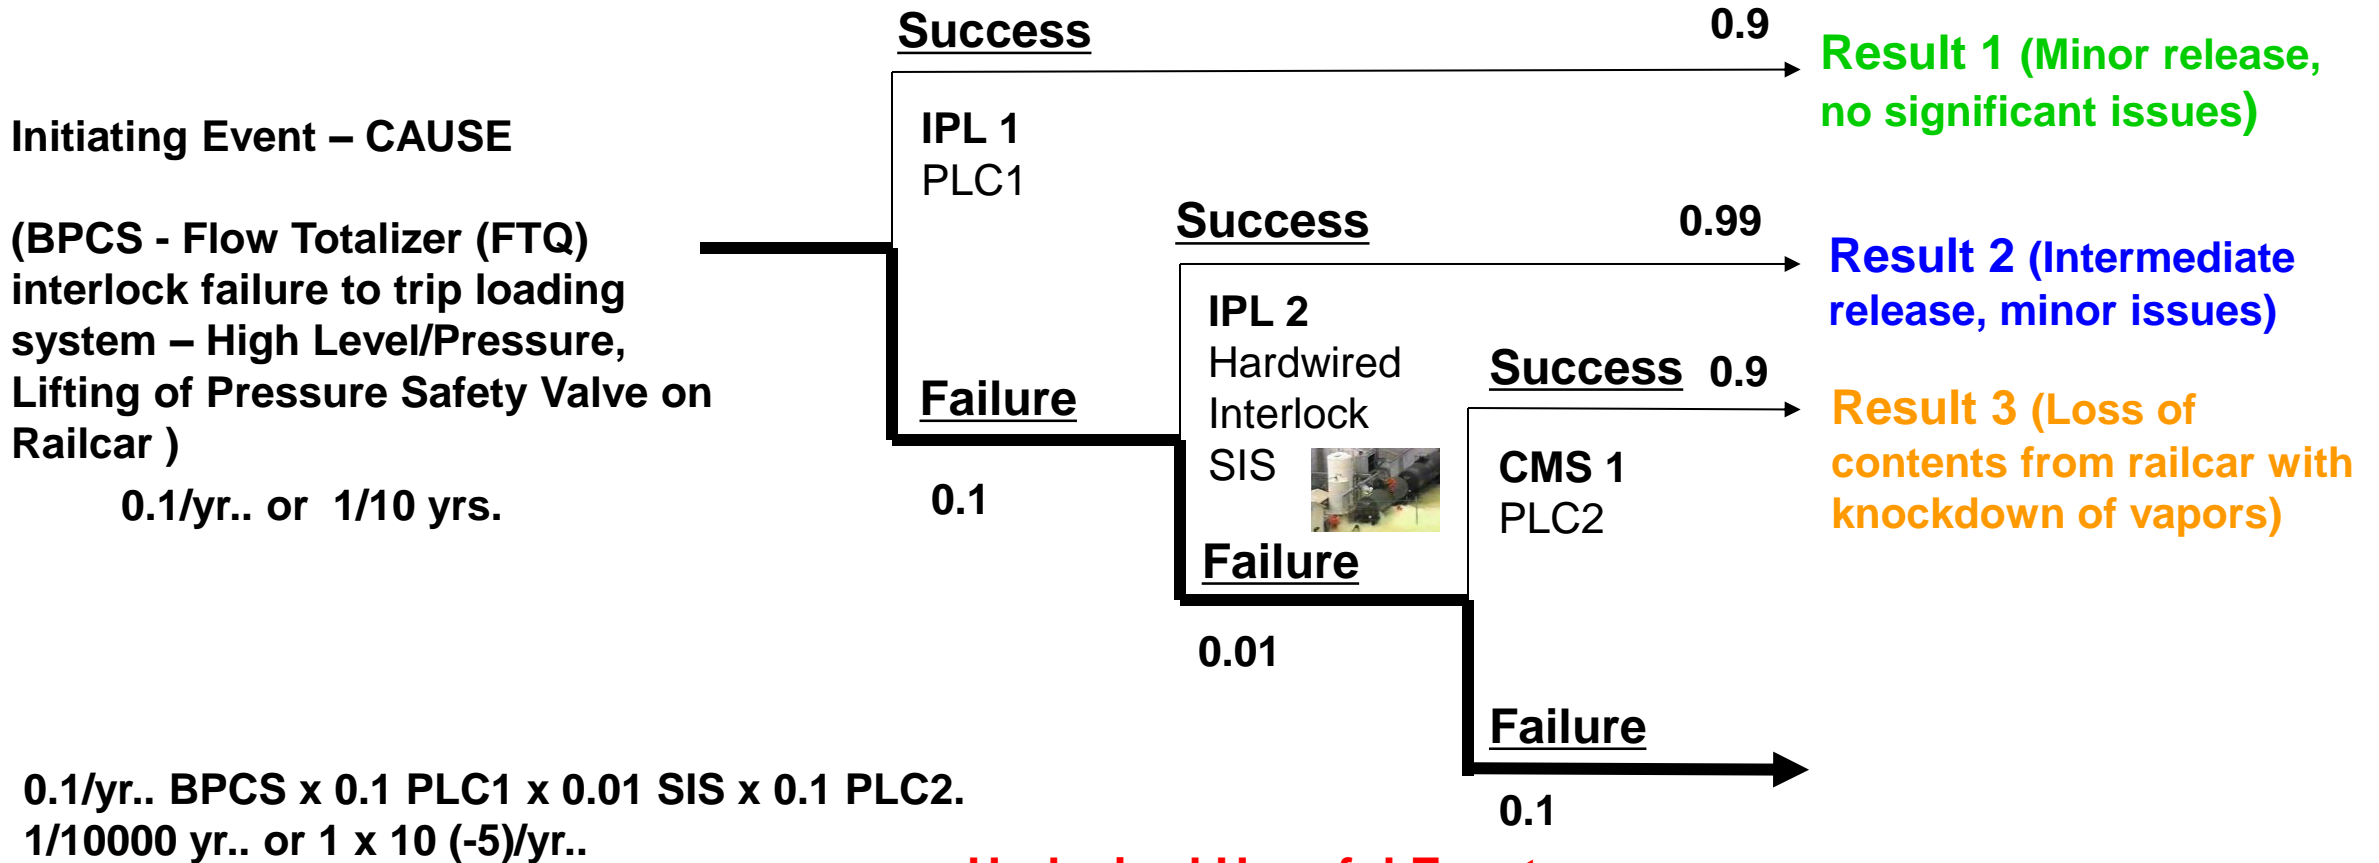 Success
0.9
Result 1 (Minor release,
no significant issues)
Initiating Event – CAUSE
IPL 1
PLC1
(BPCS - Flow Totalizer (FTQ)
interlock failure to trip loading
system – High Level/Pressure,
Lifting of Pressure Safety Valve on
Railcar )
0.1/yr.. or 1/10 yrs.
Success
0.99
Result 2 (Intermediate
release, minor issues)
Failure
0.1
IPL 2
Hardwired
Interlock
SIS
Success 0.9
Result 3 (Loss of
contents from railcar with
knockdown of vapors)
CMS 1
PLC2
Failure
0.01
Failure
0.1
0.1/yr.. BPCS x 0.1 PLC1 x 0.01 SIS x 0.1 PLC2.
1/10000 yr.. or 1 x 10 (-5)/yr..